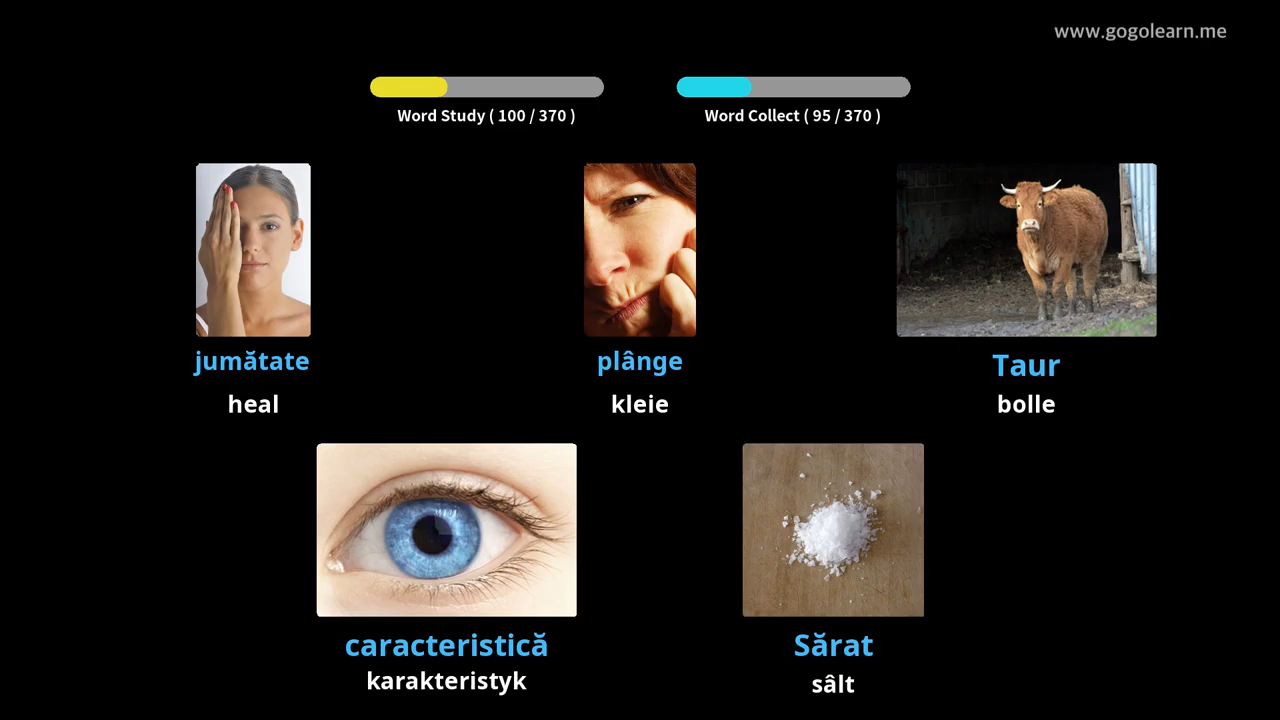 www.gogolearn.me
Word Study ( 100 / 370 )
Word Collect ( 95 / 370 )
jumătate
heal
plânge
kleie
Taur
bolle
caracteristică
karakteristyk
Sărat
sâlt